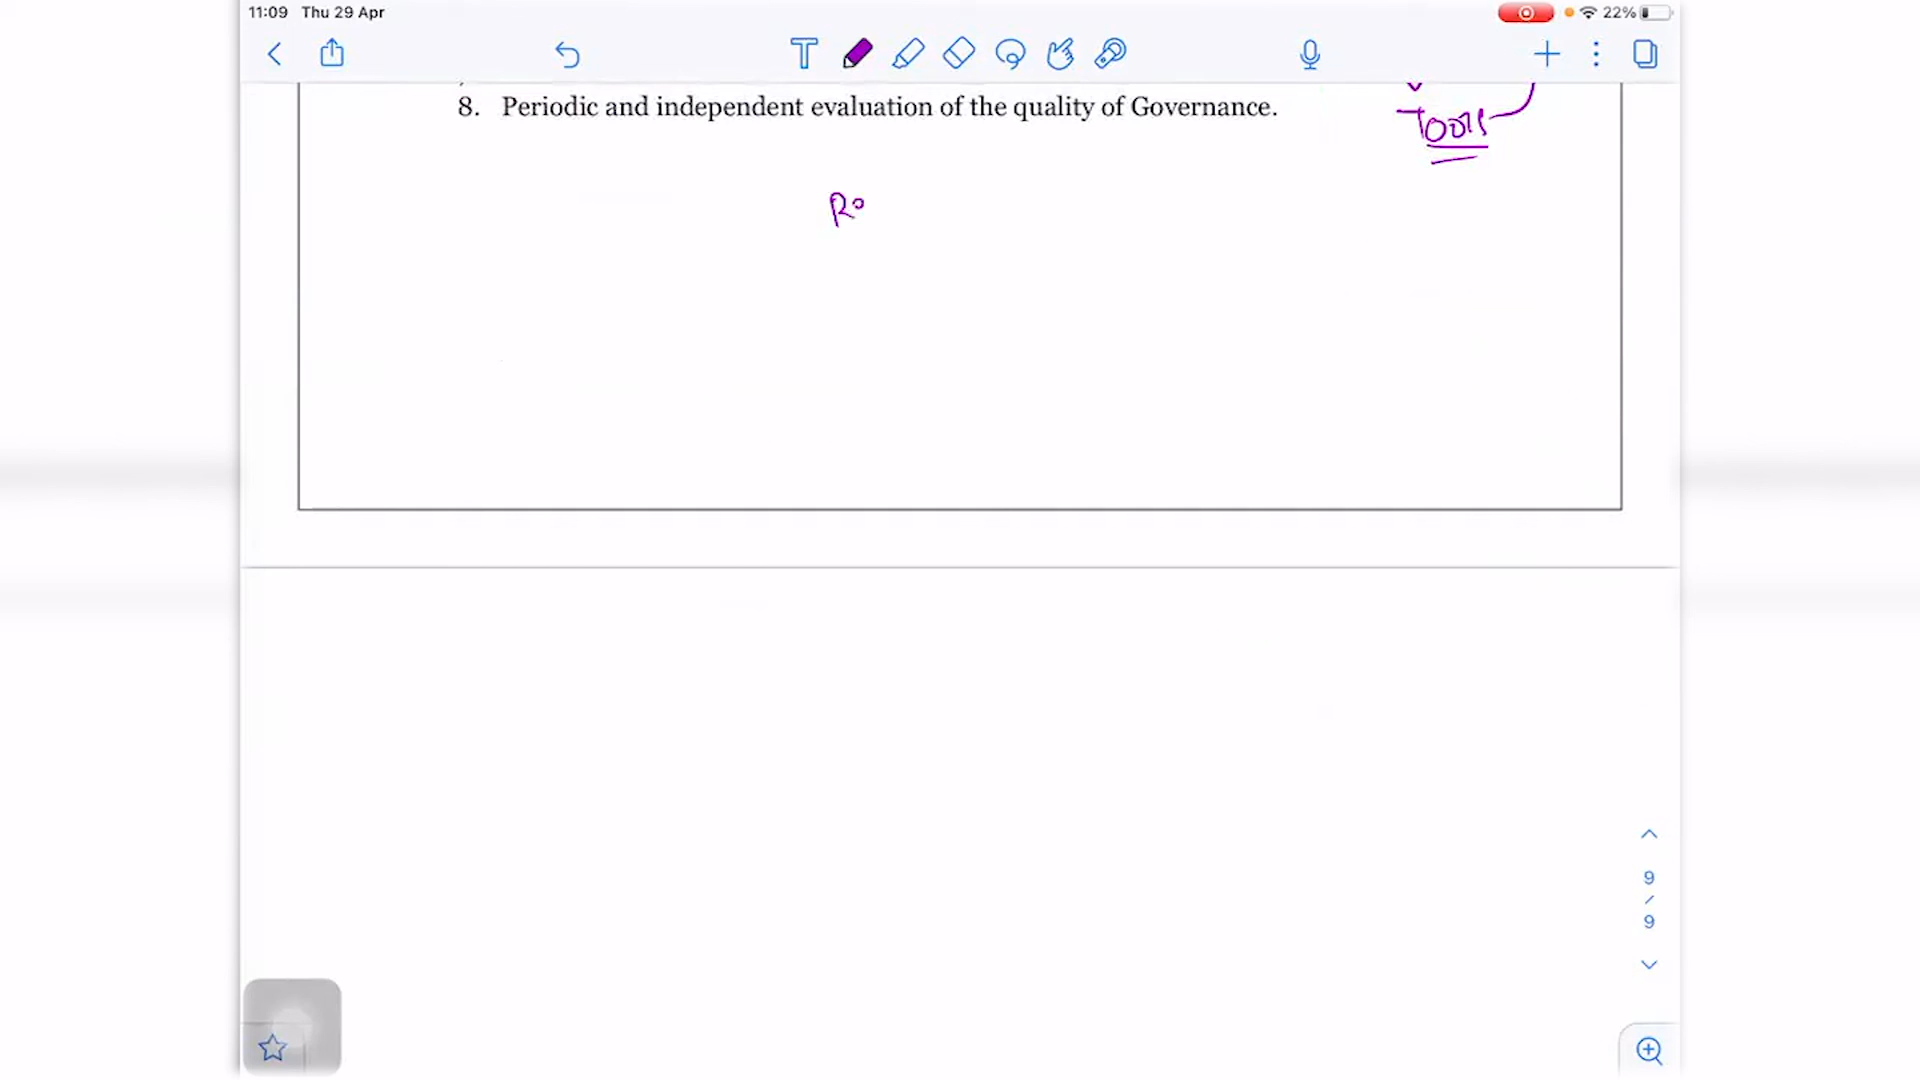 11:09 Thu 29 Apr
22%
8. Periodic and independent evaluation of the quality of Governance.
Tools
Ro
9
/
9